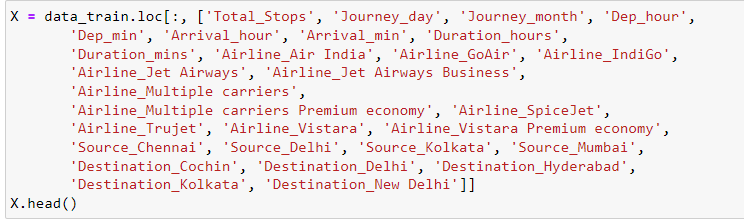 X = data_train.loc[:, ['Total_Stops', 'Journey_day', 'Journey_month', 'Dep_hour',
'Dep_min', 'Arrival_hour', 'Arrival_min', 'Duration_hours',
'Duration_mins', 'Airline_Air India', 'Airline_GoAir', 'Airline_IndiGo',
'Airline_Jet Airways', 'Airline_Jet Airways Business',
'Airline_Multiple carriers',
'Airline_Multiple carriers Premium economy', 'Airline_SpiceJet',
'Airline_Trujet', 'Airline_Vistara', 'Airline_Vistara Premium economy',
'Source_Chennai', 'Source_Delhi', 'Source_Kolkata', 'Source_Mumbai',
'Destination_Cochin', 'Destination_Delhi', 'Destination_Hyderabad',
'Destination_Kolkata', 'Destination_New Delhi']]
X.head()